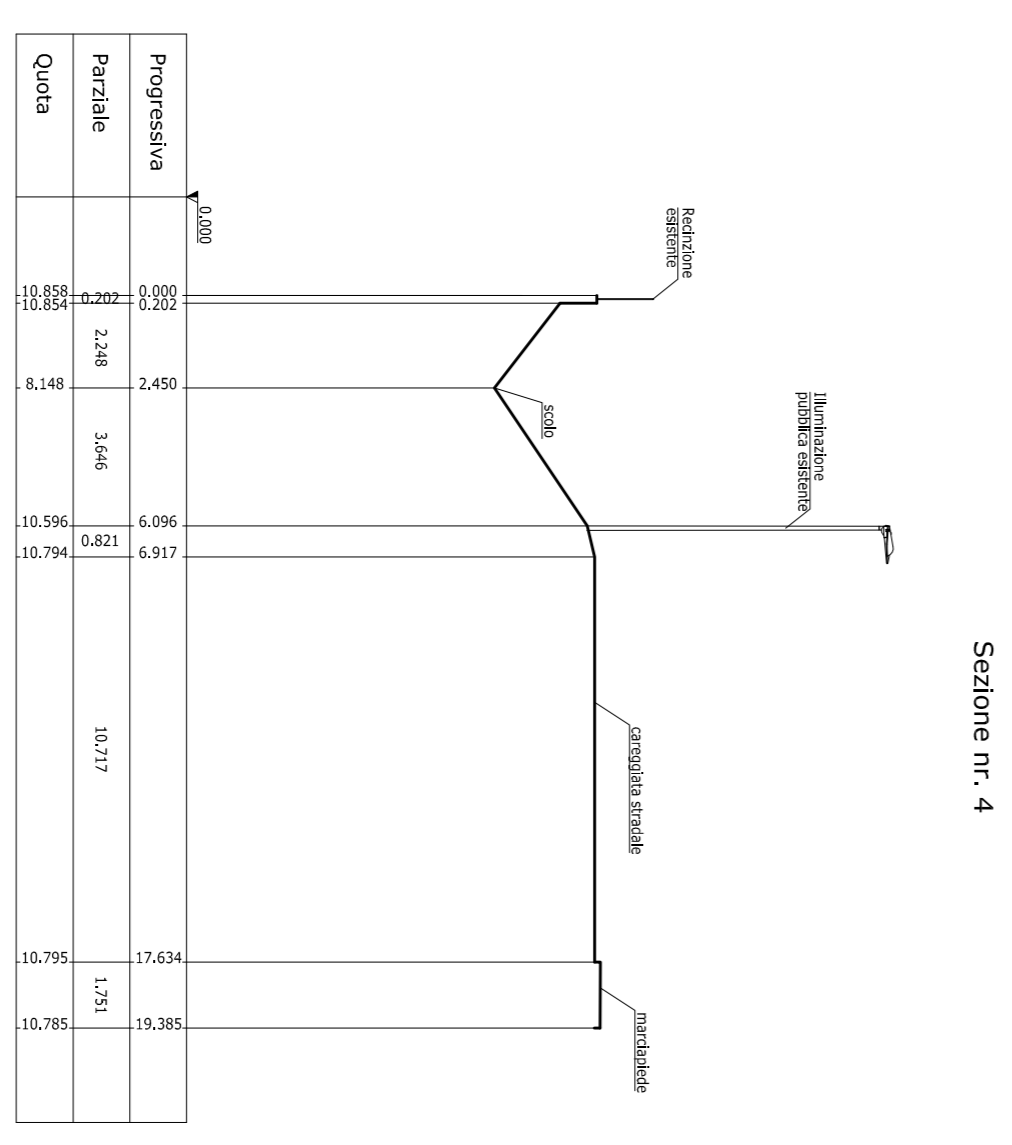 Sezione nr. 4
Recinzione
esistente
Illuminazione
pubblica esistente
scolo
careggiata stradale
marciapiede
0.000
Progressiva
0.000
0.202
2.450
6.096
6.917
17.634
19.385
Parziale
0.202
2.248
3.646
0.821
10.717
1.751
Quota
10.858
10.854
8.148
10.596
10.794
10.795
10.785